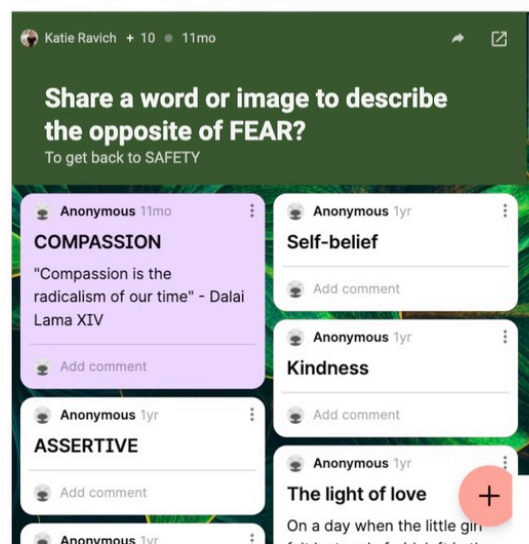 Katie Ravich + 10 11mo
Share a word or image to describe
the opposite of FEAR?
To get back to SAFETY
Anonymous 11mo
COMPASSION
"Compassion is the
radicalism of our time" - Dalai
Lama XIV
Add comment
Anonymous 1yr
ASSERTIVE
Add comment
Anonymous 1yr
Anonymous 1yr
Self-belief
Add comment
Anonymous 1yr
Kindness
Add comment
Anonymous 1yr
The light of love
On a day when the little girl